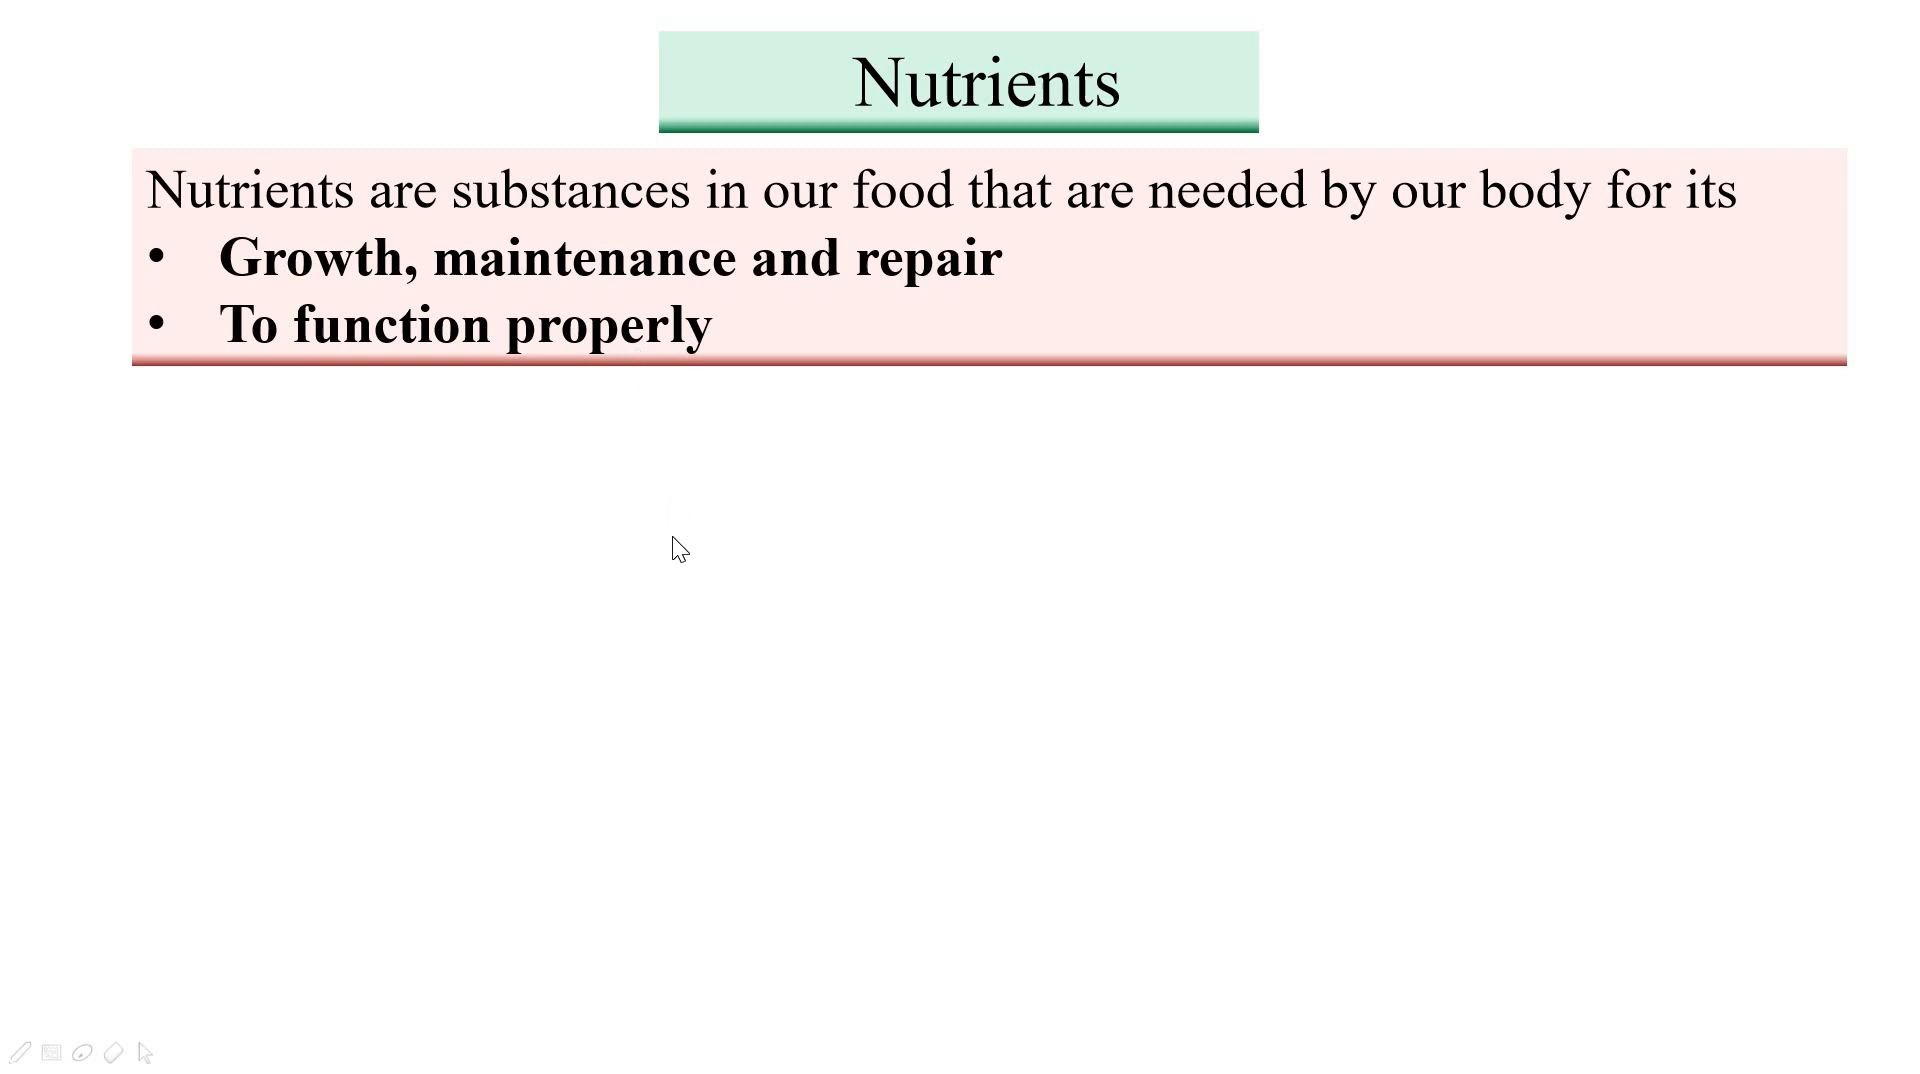 Nutrients
Nutrients are substances in our food that are needed by our body for its
• Growth, maintenance and repair
• To function properly